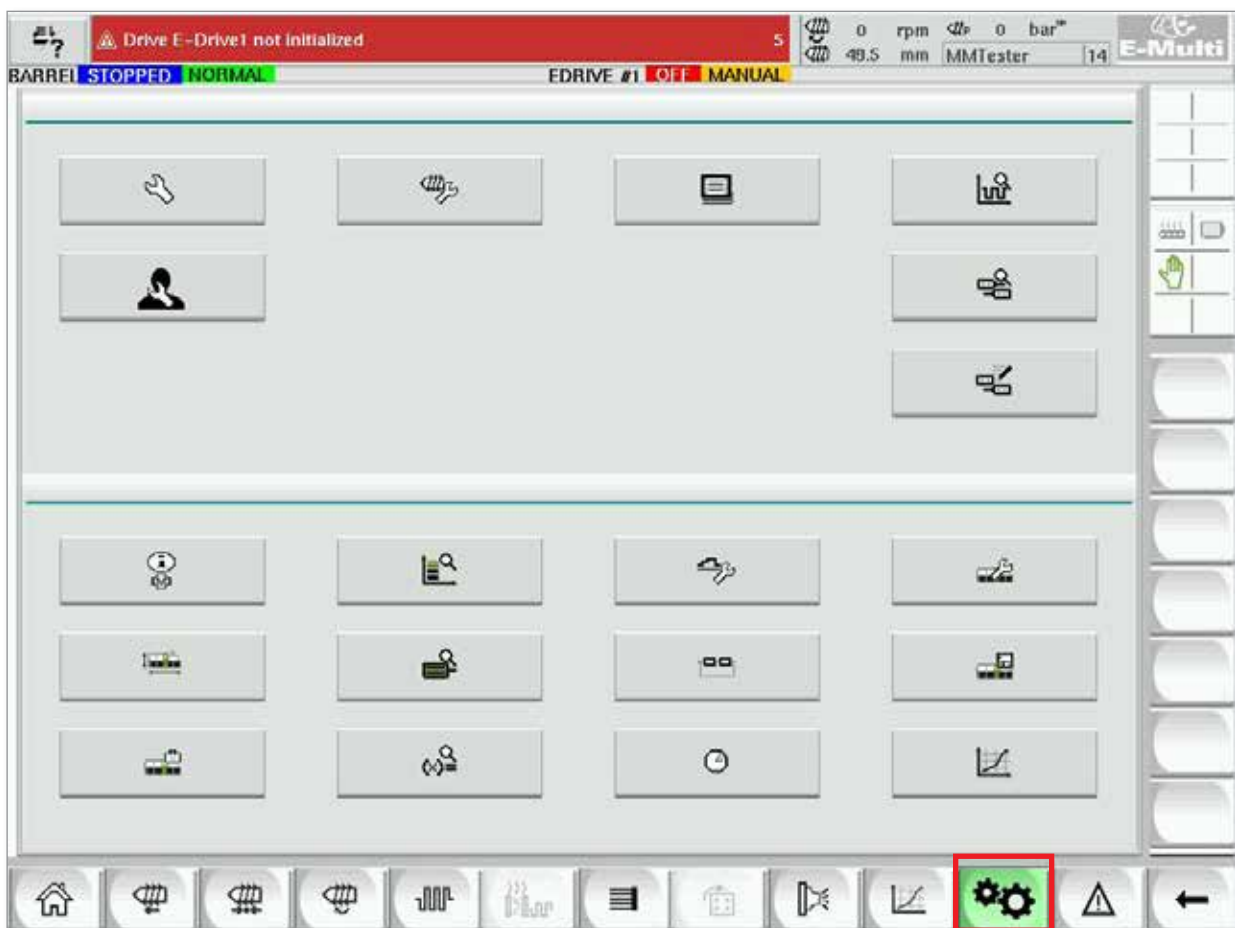 ?
Drive E-Drive1 not initialized 5
0 rpm 0 bar
49.5 mm MMTester 14
E-Multi
BARREL STOPPED NORMAL EDRIVE #1 OFF MANUAL